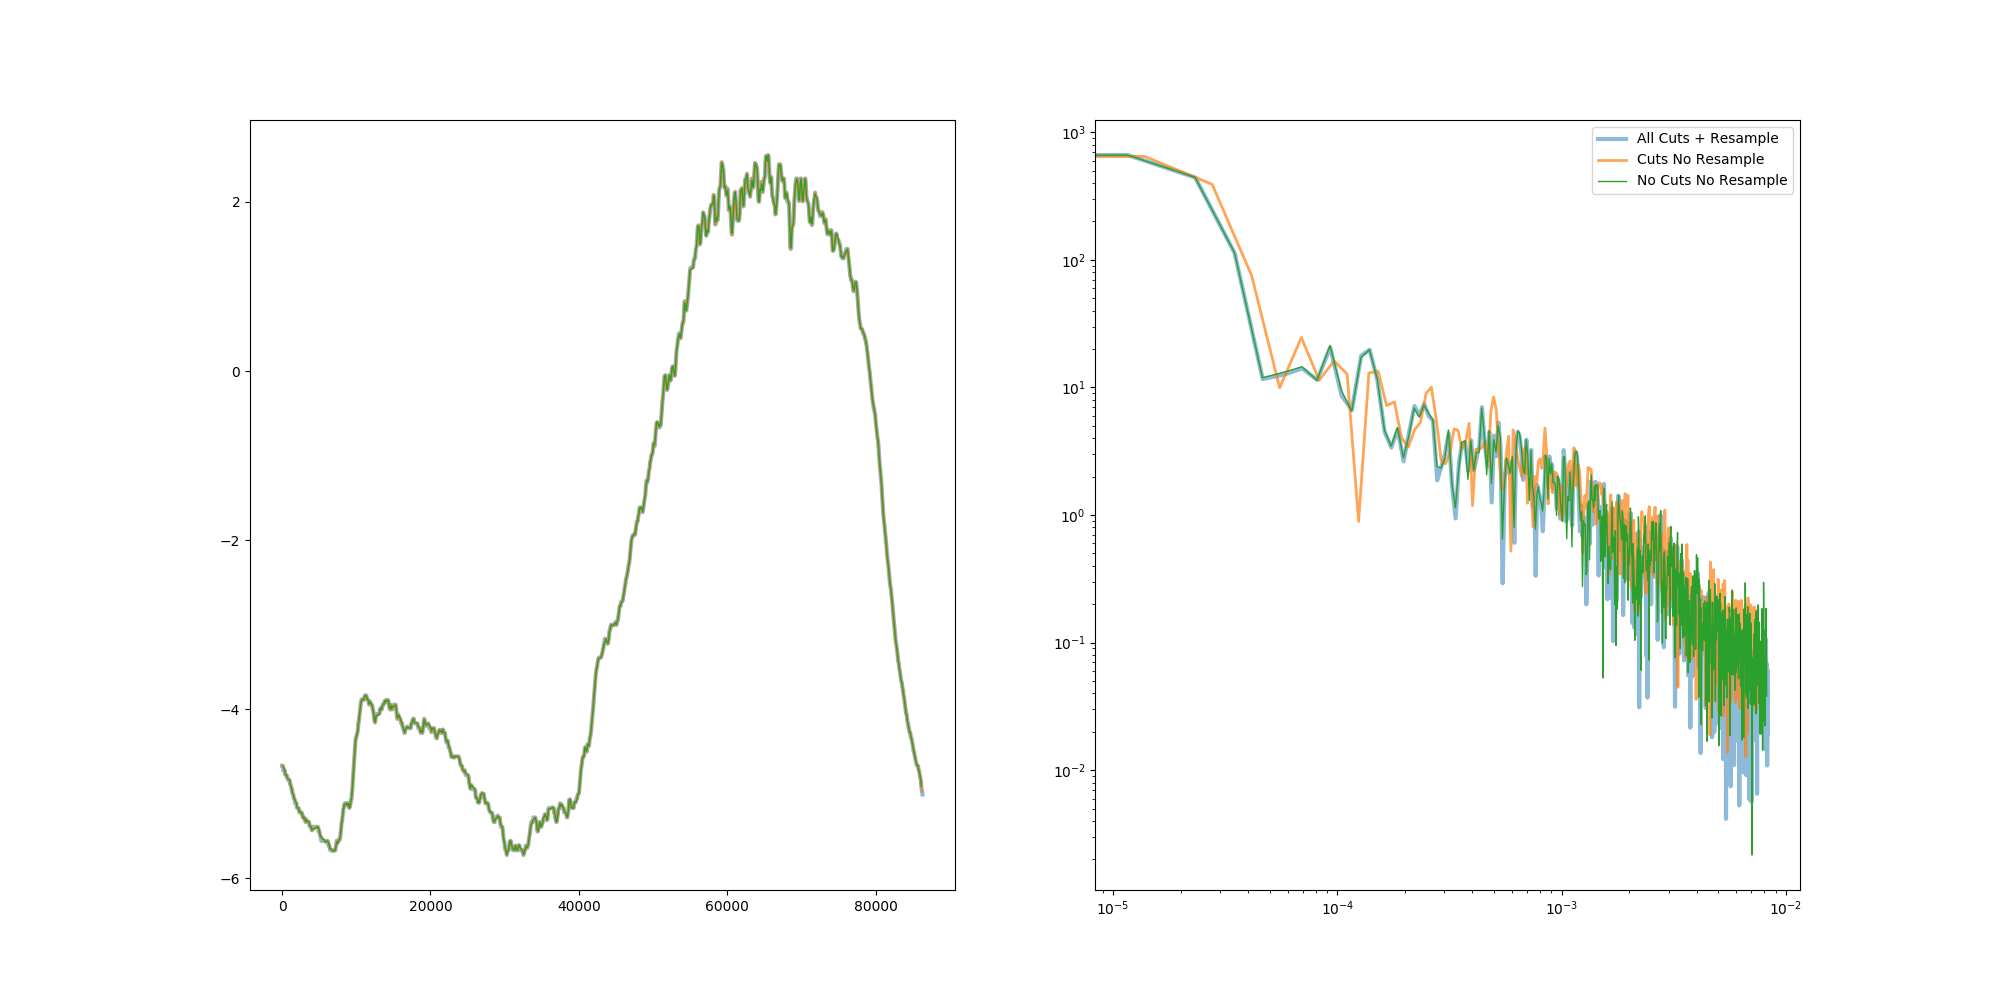 2
0
−2
−4
−6
0 20000 40000 60000 80000
10³
10²
10¹
10⁰
10⁻¹
10⁻²
10⁻⁵ 10⁻⁴ 10⁻³ 10⁻²
All Cuts + Resample
Cuts No Resample
No Cuts No Resample